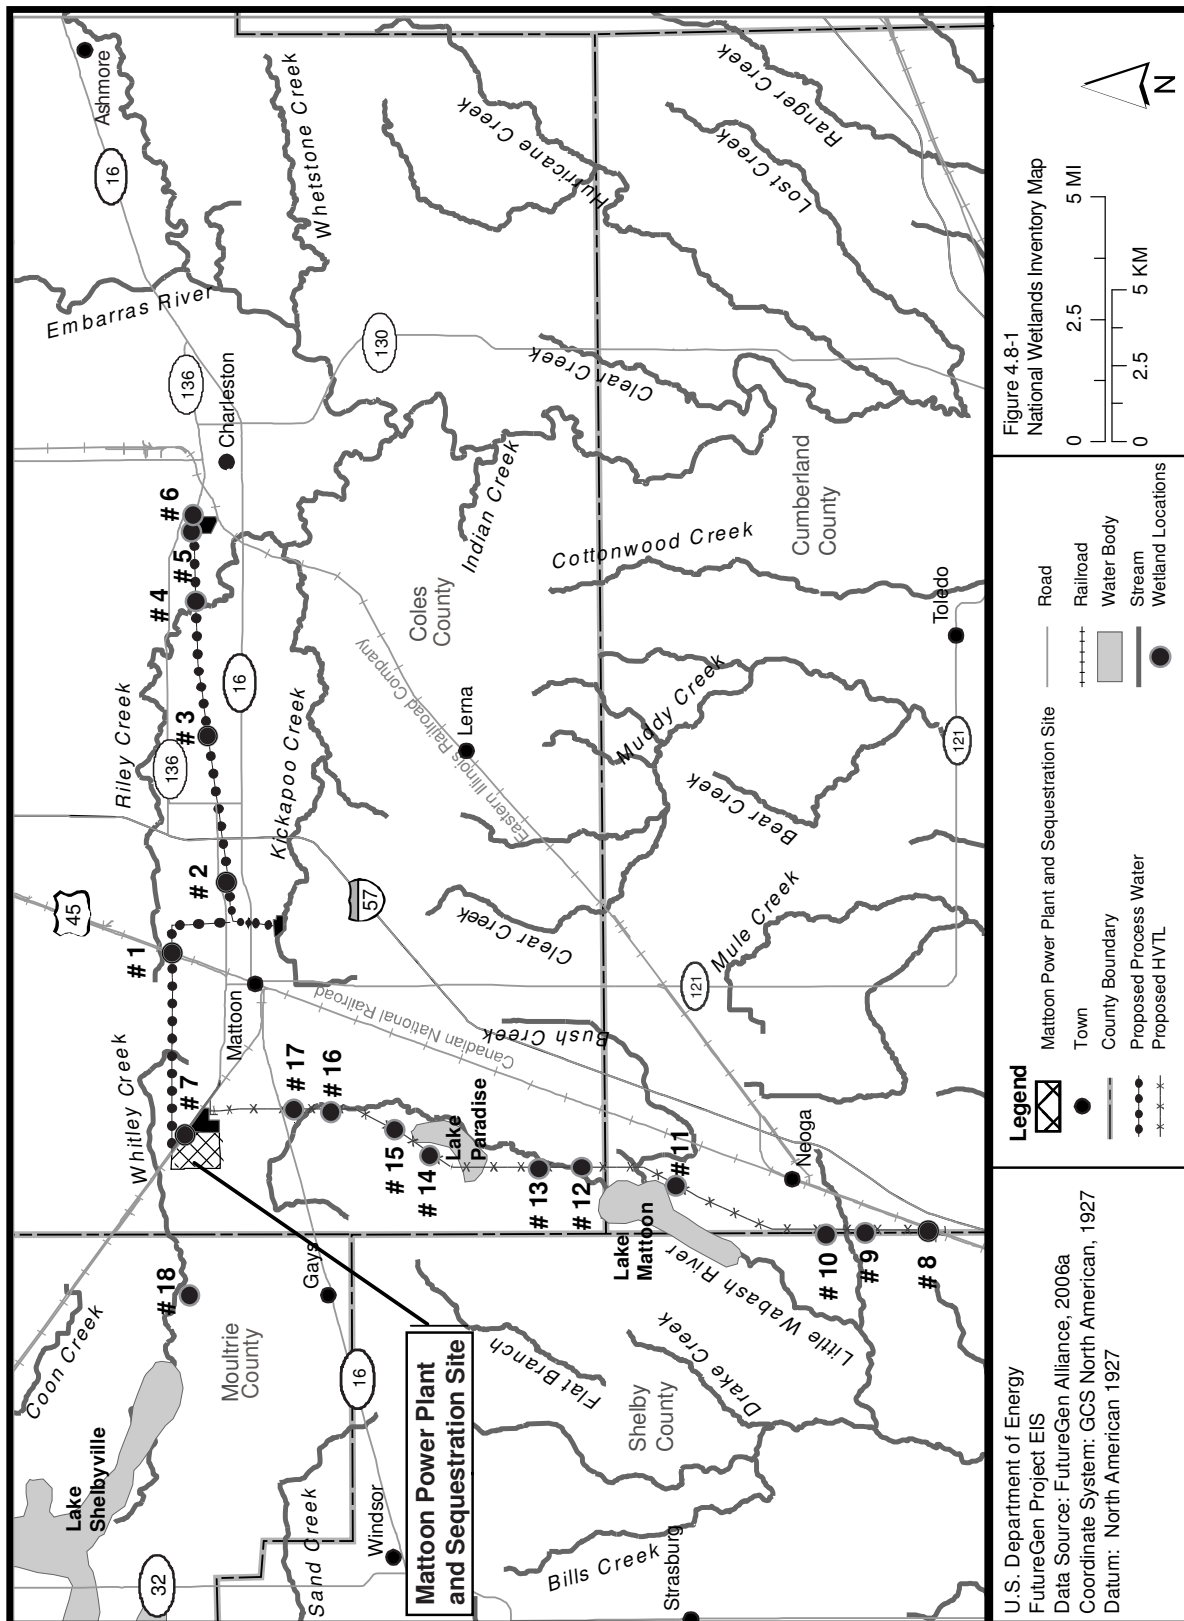 Ashmore
16
Whetstone Creek
Embarras River
Hurricane Creek
Ranger Creek
Lost Creek
136
Charleston
130
Clear Creek
# 6
# 5
# 4
Indian Creek
Cottonwood Creek
Cumberland
County
Coles
County
Riley Creek
# 3
16
136
Kickapoo Creek
Eastern Illinois Railroad Company
Lerna
Toledo
Muddy Creek
Bear Creek
121
45
# 2
# 1
57
Clear Creek
Mule Creek
121
Mattoon
Canadian National Railroad
Bush Creek
Whitley Creek
# 7
# 17
# 16
# 15
# 14
Lake
Paradise
# 13
# 12
# 11
Neoga
Lake
Mattoon
# 10
# 9
# 8
Little Wabash River
# 18
Gays
Coon Creek
Moultrie
County
16
Flat Branch
Drake Creek
Shelby
County
Mattoon Power Plant
and Sequestration Site
Lake
Shelbyville
32
Sand Creek
Windsor
Bills Creek
Strasburg
U.S. Department of Energy
FutureGen Project EIS
Data Source: FutureGen Alliance, 2006a
Coordinate System: GCS North American, 1927
Datum: North American 1927
Legend
Mattoon Power Plant and Sequestration Site
Town
County Boundary
Proposed Process Water
Proposed HVTL
Road
Railroad
Water Body
Stream
Wetland Locations
Figure 4.8-1
National Wetlands Inventory Map
0 2.5 5 MI
0 2.5 5 KM
N